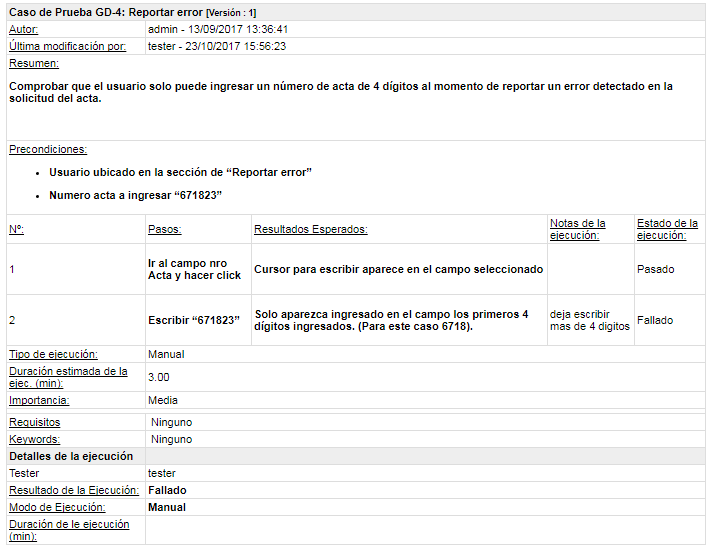 Caso de Prueba GD-4: Reportar error [Versión : 1]
Autor: admin - 13/09/2017 13:36:41
Última modificación por: tester - 23/10/2017 15:56:23
Resumen:
Comprobar que el usuario solo puede ingresar un número de acta de 4 dígitos al momento de reportar un error detectado en la
solicitud del acta.
Precondiciones:
• Usuario ubicado en la sección de “Reportar error”
• Numero acta a ingresar “671823”
Nº: Pasos: Resultados Esperados: Notas de la ejecución: Estado de la ejecución:
1 Ir al campo nro Acta y hacer click Cursor para escribir aparece en el campo seleccionado Pasado
2 Escribir “671823” Solo aparezca ingresado en el campo los primeros 4 dígitos ingresados. (Para este caso 6718). deja escribir mas de 4 digitos Fallado
Tipo de ejecución: Manual
Duración estimada de la ejec. (min): 3.00
Importancia: Media
Requisitos Ninguno
Keywords: Ninguno
Detalles de la ejecución
Tester tester
Resultado de la Ejecución: Fallado
Modo de Ejecución: Manual
Duración de le ejecución (min):